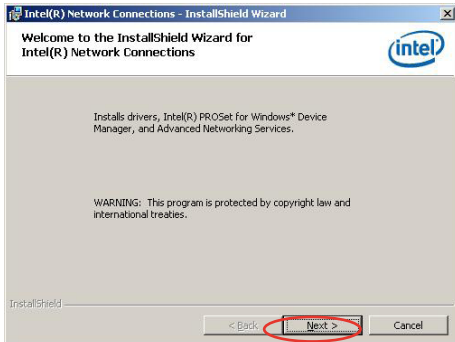 Intel(R) Network Connections - InstallShield Wizard
Welcome to the InstallShield Wizard for
Intel(R) Network Connections
intel
Installs drivers, Intel(R) PROSet for Windows* Device
Manager, and Advanced Networking Services.
WARNING: This program is protected by copyright law and
international treaties.
InstallShield
< Back Next > Cancel